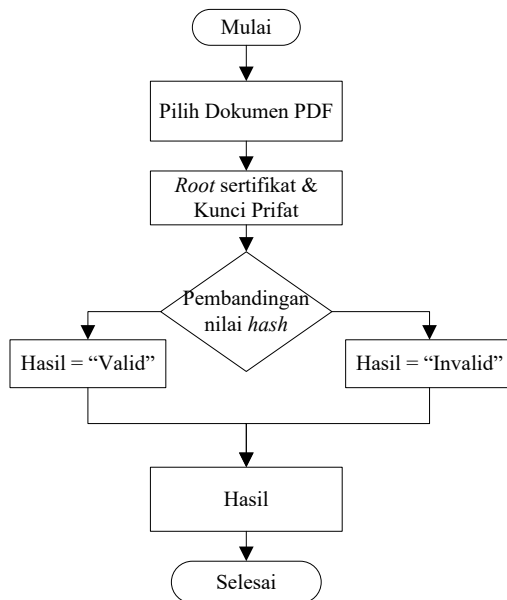 Mulai
Pilih Dokumen PDF
Root sertifikat &
Kunci Prifat
Pembandingan
nilai hash
Hasil = “Valid”
Hasil = “Invalid”
Hasil
Selesai